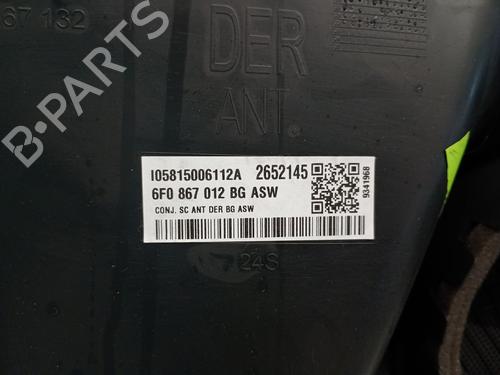 67 132
DER
ANT.
I05815006112A 2652145
6F0 867 012 BG ASW
CONJ. SC ANT DER BG ASW
9341968
24S
B-PARTS